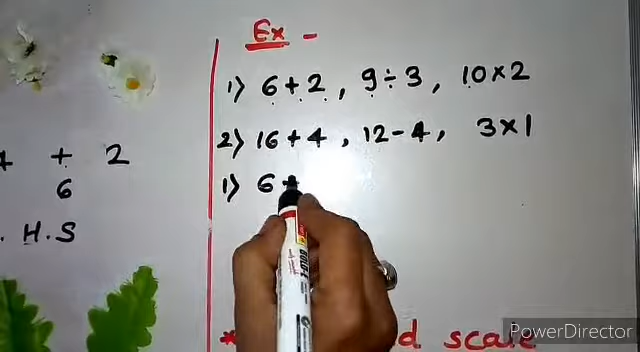 Ex -
1) 6 + 2 , 9 ÷ 3 , 10 × 2
2) 16 + 4 , 12 - 4 , 3 × 1
+ 2
6
. H.S
1) 6
d scale
PowerDirector